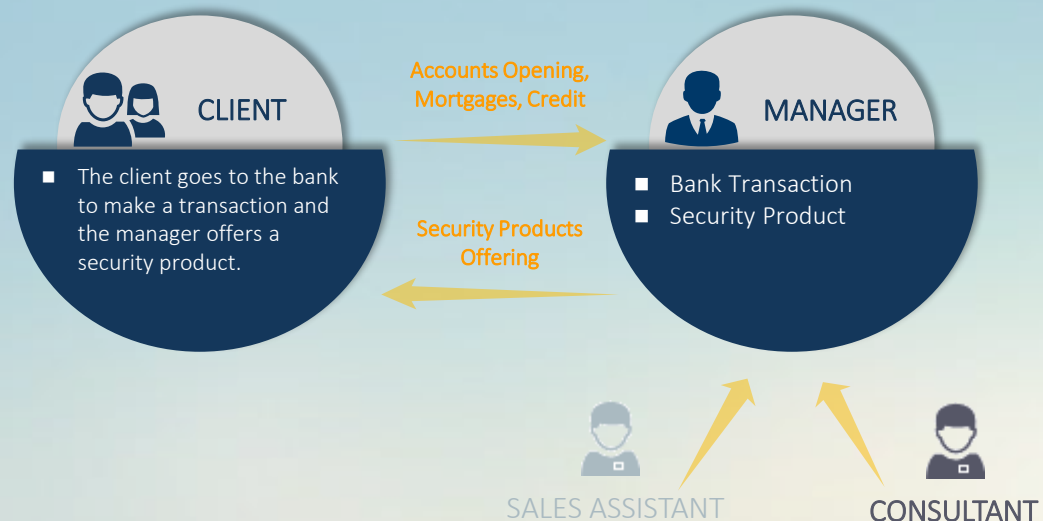 CLIENT
■ The client goes to the bank
to make a transaction and
the manager offers a
security product.
Accounts Opening,
Mortgages, Credit
Security Products
Offering
MANAGER
■ Bank Transaction
■ Security Product
SALES ASSISTANT
CONSULTANT